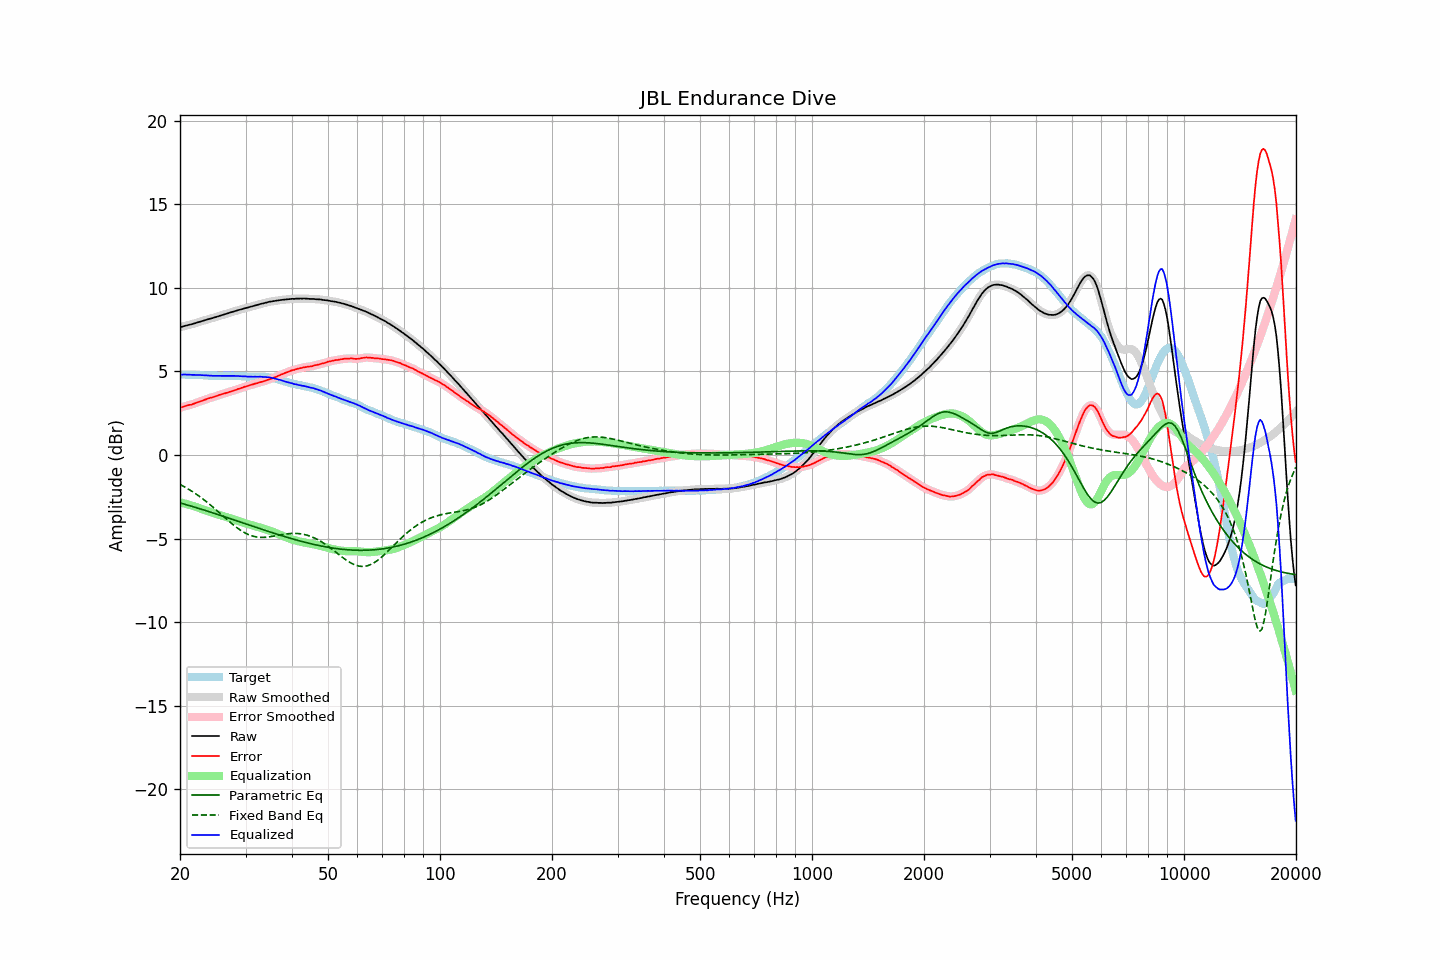 JBL Endurance Dive
20
15
10
5
0
−5
−10
−15
−20
Amplitude (dBr)
Target
Raw Smoothed
Error Smoothed
Raw
Error
Equalization
Parametric Eq
Fixed Band Eq
Equalized
20 50 100 200 500 1000 2000 5000 10000 20000
Frequency (Hz)